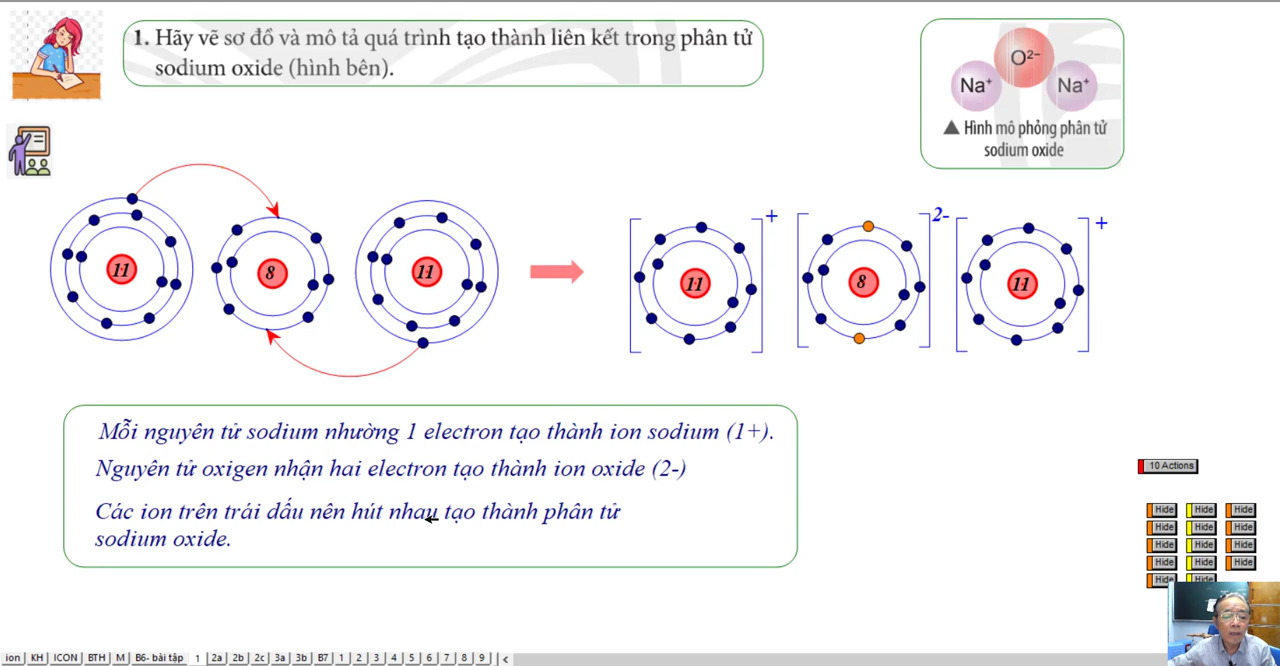 1. Hãy vẽ sơ đồ và mô tả quá trình tạo thành liên kết trong phân tử
sodium oxide (hình bên).
O²⁻
Na⁺ Na⁺
▲ Hình mô phỏng phân tử
sodium oxide
11 8 11 11 + 8 2- 11 +
Mỗi nguyên tử sodium nhường 1 electron tạo thành ion sodium (1+).
Nguyên tử oxigen nhận hai electron tạo thành ion oxide (2-)
Các ion trên trái dấu nên hút nhau tạo thành phân tử
sodium oxide.
10 Actions
Hide Hide Hide
Hide Hide Hide
Hide Hide Hide
Hide Hide Hide
Hide Hide
ion KH ICON BTH M B6- bài tập 1 2a 2b 2c 3a 3b B7 1 2 3 4 5 6 7 8 9